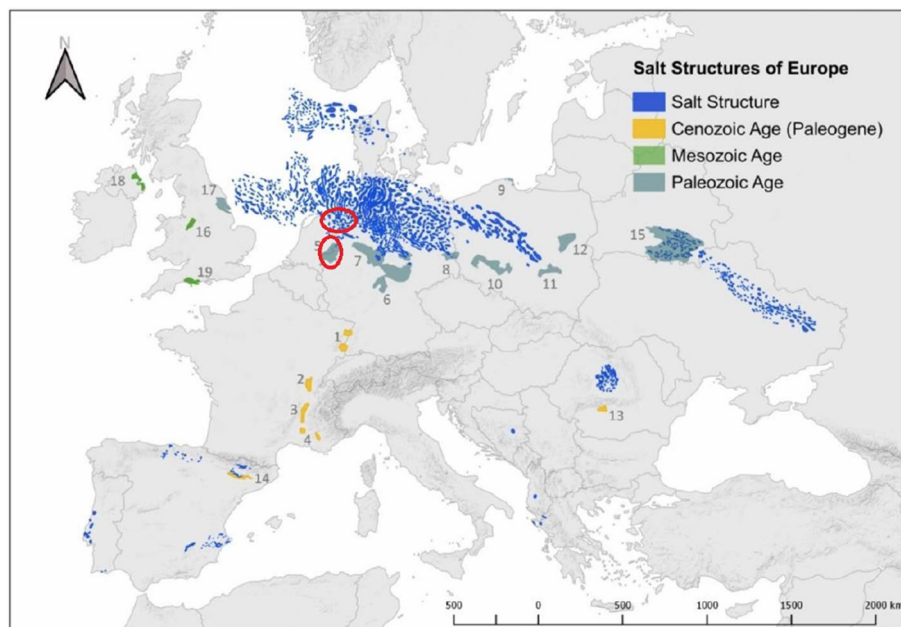 N
Salt Structures of Europe
Salt Structure
Cenozoic Age (Paleogene)
Mesozoic Age
Paleozoic Age
18
17
16
19
9
5
7
8
6
12
10
11
15
1
2
3
4
13
14
500 0 500 1000 1500 2000 km